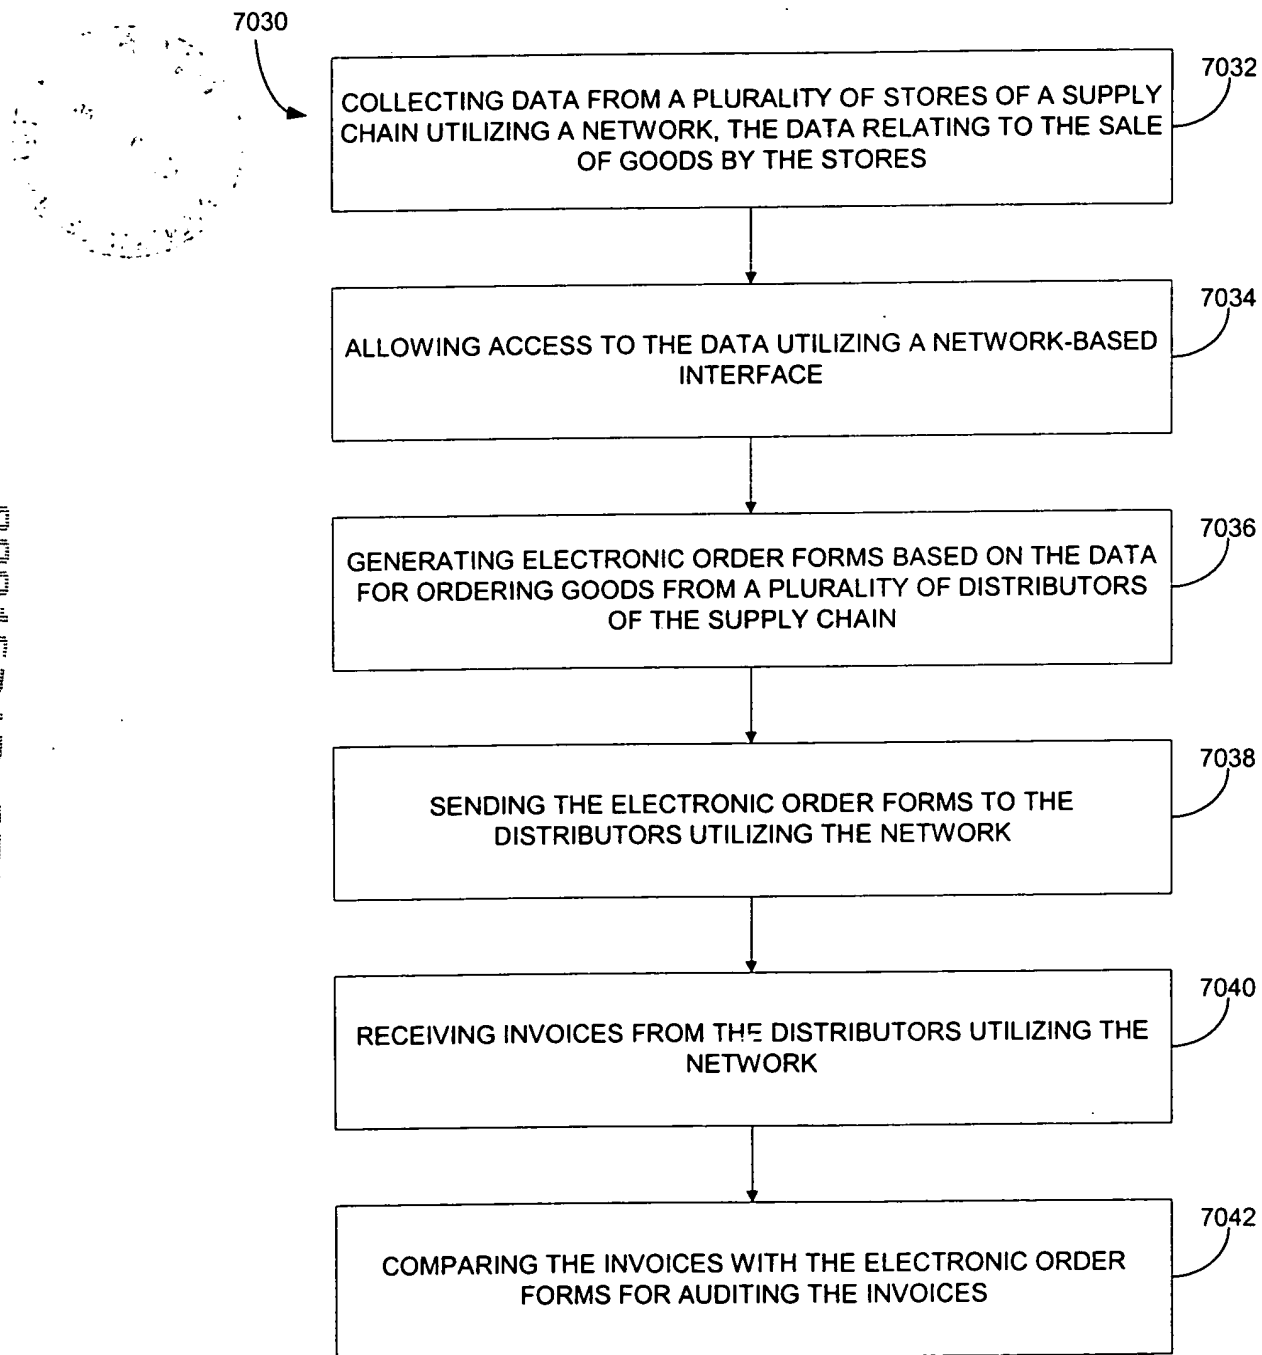 7030
7032
COLLECTING DATA FROM A PLURALITY OF STORES OF A SUPPLY
CHAIN UTILIZING A NETWORK, THE DATA RELATING TO THE SALE
OF GOODS BY THE STORES
7034
ALLOWING ACCESS TO THE DATA UTILIZING A NETWORK-BASED
INTERFACE
7036
GENERATING ELECTRONIC ORDER FORMS BASED ON THE DATA
FOR ORDERING GOODS FROM A PLURALITY OF DISTRIBUTORS
OF THE SUPPLY CHAIN
7038
SENDING THE ELECTRONIC ORDER FORMS TO THE
DISTRIBUTORS UTILIZING THE NETWORK
7040
RECEIVING INVOICES FROM THE DISTRIBUTORS UTILIZING THE
NETWORK
7042
COMPARING THE INVOICES WITH THE ELECTRONIC ORDER
FORMS FOR AUDITING THE INVOICES